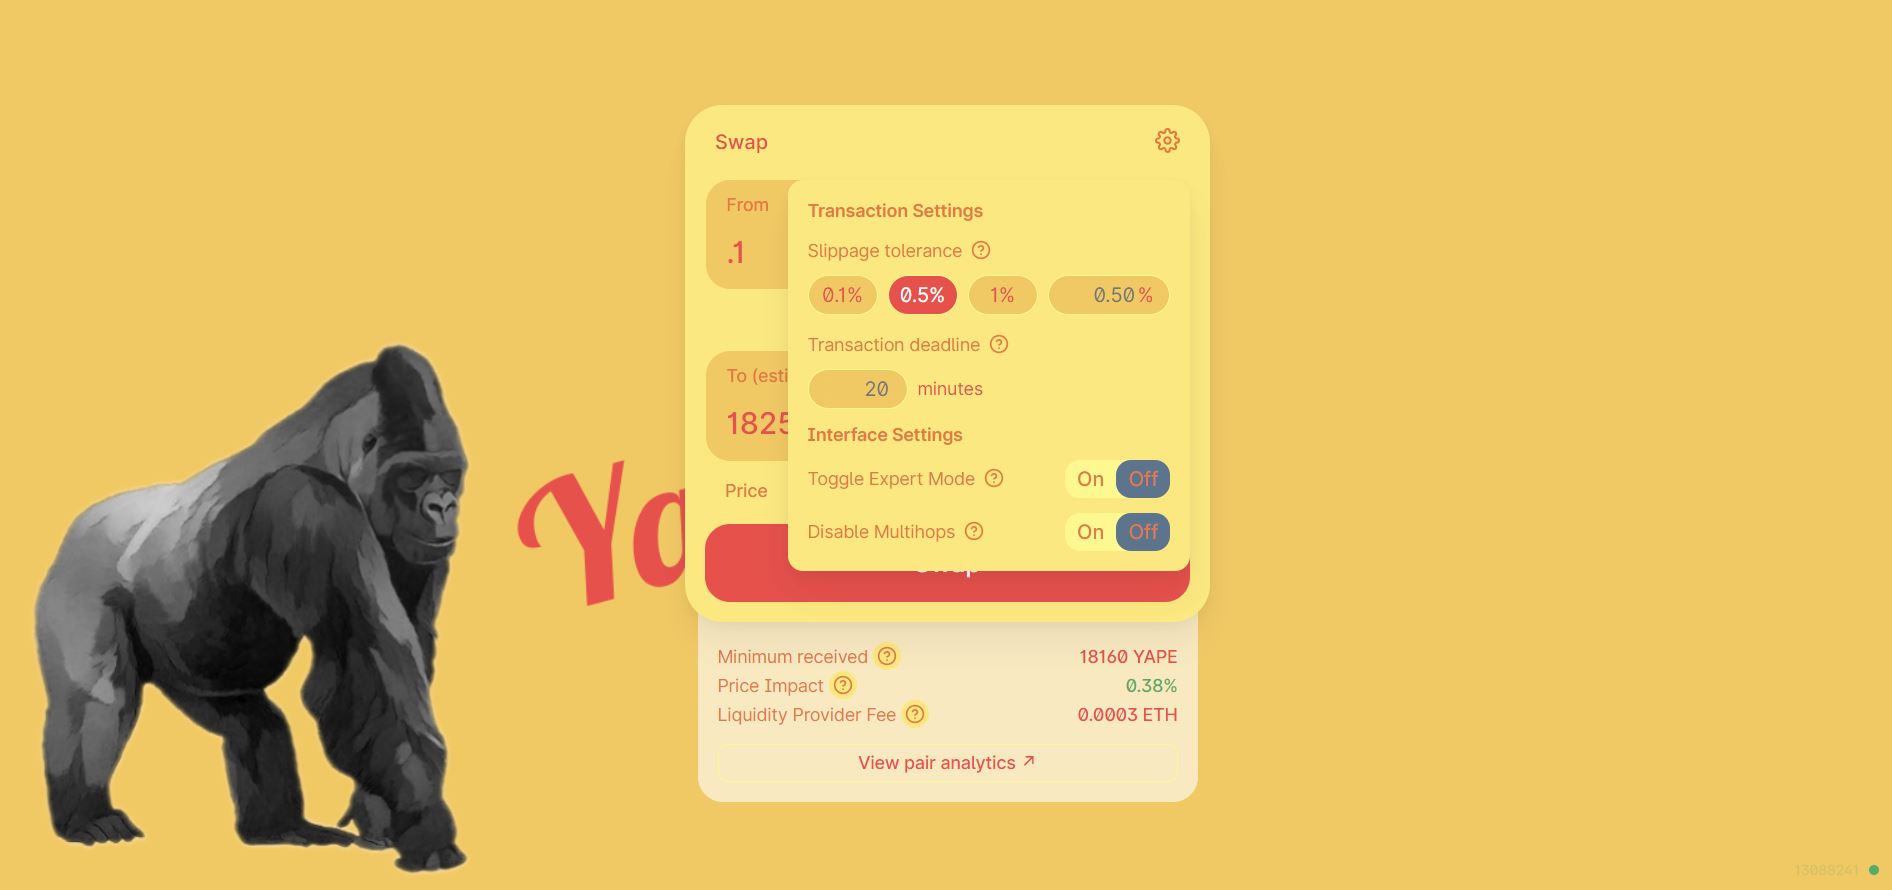 Swap
From
.1
Transaction Settings
Slippage tolerance ?
0.1% 0.5% 1% 0.50%
Transaction deadline ?
20 minutes
Interface Settings
Toggle Expert Mode ? On Off
Disable Multihops ? On Off
To (esti
1825
Price
Ya
Swap
Minimum received ? 18160 YAPE
Price Impact ? 0.38%
Liquidity Provider Fee ? 0.0003 ETH
View pair analytics ↗
13088241